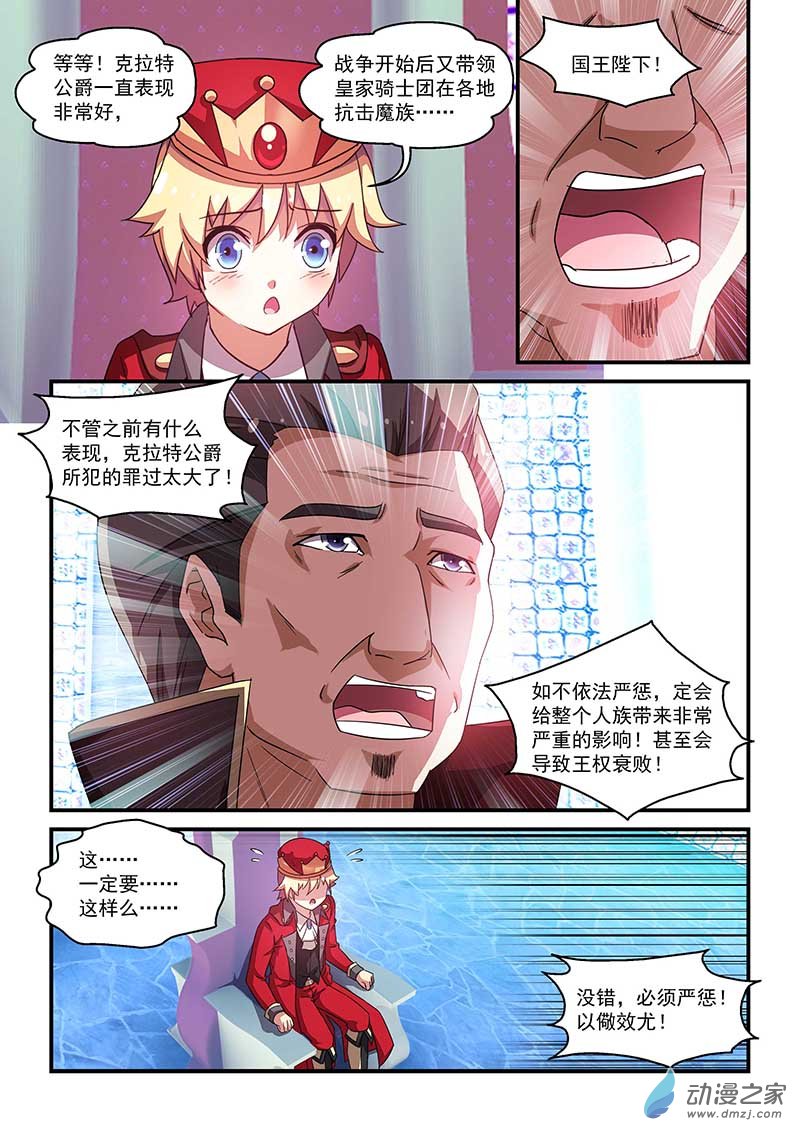 等等！克拉特
公爵一直表现
非常好，
战争开始后又带领
皇家骑士团在各地
抗击魔族……
国王陛下！
不管之前有什么
表现，克拉特公爵
所犯的罪过太大了！
如不依法严惩，定会
给整个人族带来非常
严重的影响！甚至会
导致王权衰败！
这……
一定要……
这样么……
没错，必须严惩！
以儆效尤！
动漫之家
www.dmzj.com